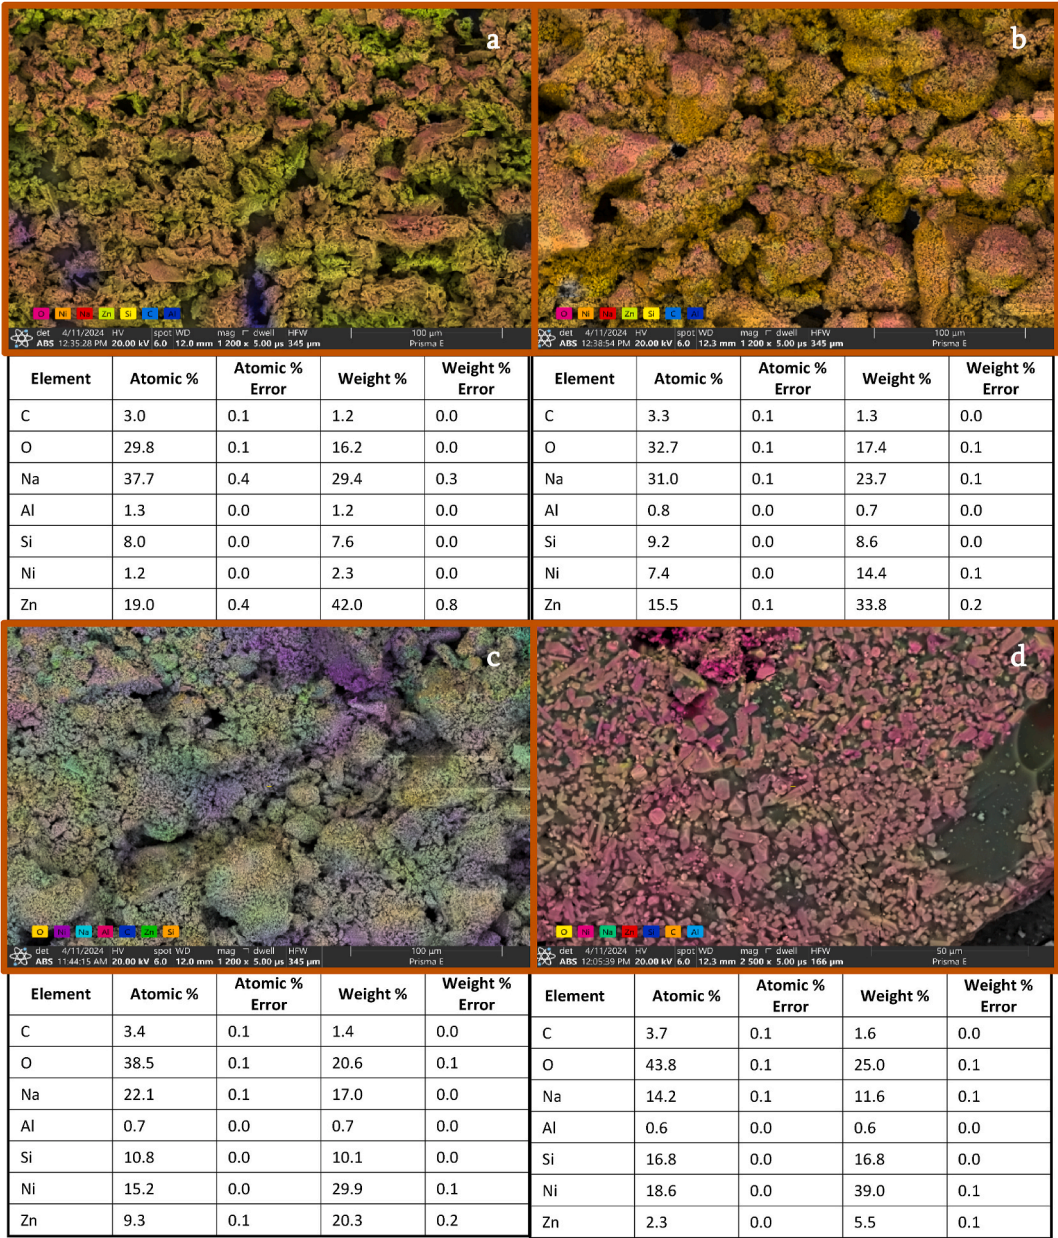 a
O Ni Na Zn Si C Al
det 4/11/2024 HV spot WD mag dwell HFW 100 µm
ABS 12:35:28 PM 20.00 kV 6.0 12.0 mm 1 200 x 5.00 µs 345 µm Prisma E
Element Atomic % Atomic % Error Weight % Weight % Error
C 3.0 0.1 1.2 0.0
O 29.8 0.1 16.2 0.0
Na 37.7 0.4 29.4 0.3
Al 1.3 0.0 1.2 0.0
Si 8.0 0.0 7.6 0.0
Ni 1.2 0.0 2.3 0.0
Zn 19.0 0.4 42.0 0.8
b
O Ni Na Zn Si C Al
det 4/11/2024 HV spot WD mag dwell HFW 100 µm
ABS 12:38:54 PM 20.00 kV 6.0 12.3 mm 1 200 x 5.00 µs 345 µm Prisma E
Element Atomic % Atomic % Error Weight % Weight % Error
C 3.3 0.1 1.3 0.0
O 32.7 0.1 17.4 0.1
Na 31.0 0.1 23.7 0.1
Al 0.8 0.0 0.7 0.0
Si 9.2 0.0 8.6 0.0
Ni 7.4 0.0 14.4 0.1
Zn 15.5 0.1 33.8 0.2
c
O Ni Na Al C Zn Si
det 4/11/2024 HV spot WD mag dwell HFW 100 µm
ABS 11:44:15 AM 20.00 kV 6.0 12.0 mm 1 200 x 5.00 µs 345 µm Prisma E
Element Atomic % Atomic % Error Weight % Weight % Error
C 3.4 0.1 1.4 0.0
O 38.5 0.1 20.6 0.1
Na 22.1 0.1 17.0 0.0
Al 0.7 0.0 0.7 0.0
Si 10.8 0.0 10.1 0.0
Ni 15.2 0.0 29.9 0.1
Zn 9.3 0.1 20.3 0.2
d
O Ni Na Zn Si C Al
det 4/11/2024 HV spot WD mag dwell HFW 50 µm
ABS 12:05:39 PM 20.00 kV 6.0 12.3 mm 2 500 x 5.00 µs 166 µm Prisma E
Element Atomic % Atomic % Error Weight % Weight % Error
C 3.7 0.1 1.6 0.0
O 43.8 0.1 25.0 0.1
Na 14.2 0.1 11.6 0.1
Al 0.6 0.0 0.6 0.0
Si 16.8 0.0 16.8 0.0
Ni 18.6 0.0 39.0 0.1
Zn 2.3 0.0 5.5 0.1